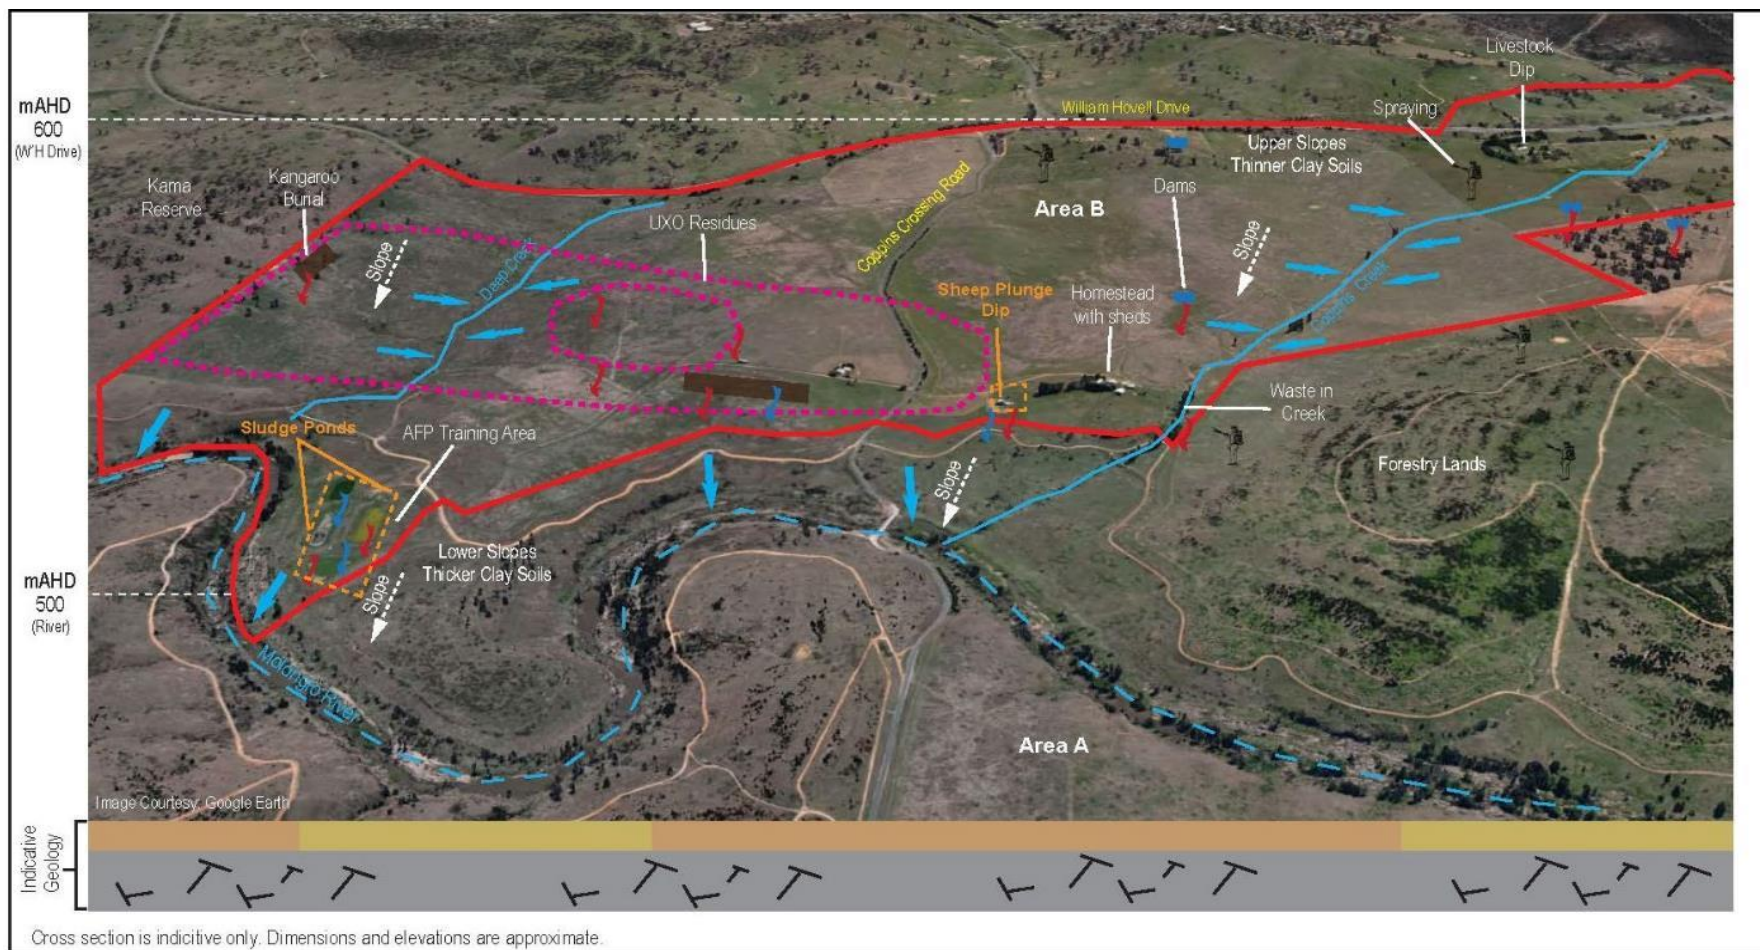 mAHD
600
(W'H Drive)
Livestock
Dip
William Hovell Drive
Spraying
Upper Slopes
Thinner Clay Soils
Kama
Reserve
Kangaroo
Burial
UXO Residues
Coppins Crossing Road
Area B
Dams
Slope
Deep Creek
Slope
Sheep Plunge
Dip
Homestead
with sheds
Coppins Creek
Waste in
Creek
Sludge Ponds
AFP Training Area
Slope
Forestry Lands
Lower Slopes
Thicker Clay Soils
mAHD
500
(River)
Slope
Molonglo River
Area A
Image Courtesy: Google Earth
Indicative
Geology
Cross section is indicitive only. Dimensions and elevations are approximate.